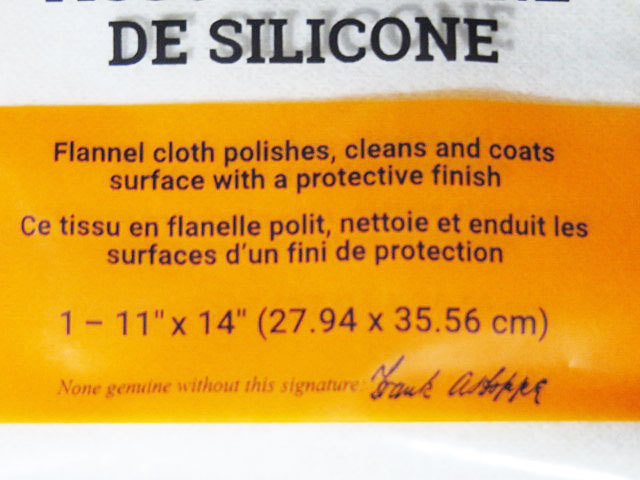 DE SILICONE
Flannel cloth polishes, cleans and coats
surface with a protective finish
Ce tissu en flanelle polit, nettoie et enduit les
surfaces d'un fini de protection
1 – 11" x 14" (27.94 x 35.56 cm)
None genuine without this signature: Frank